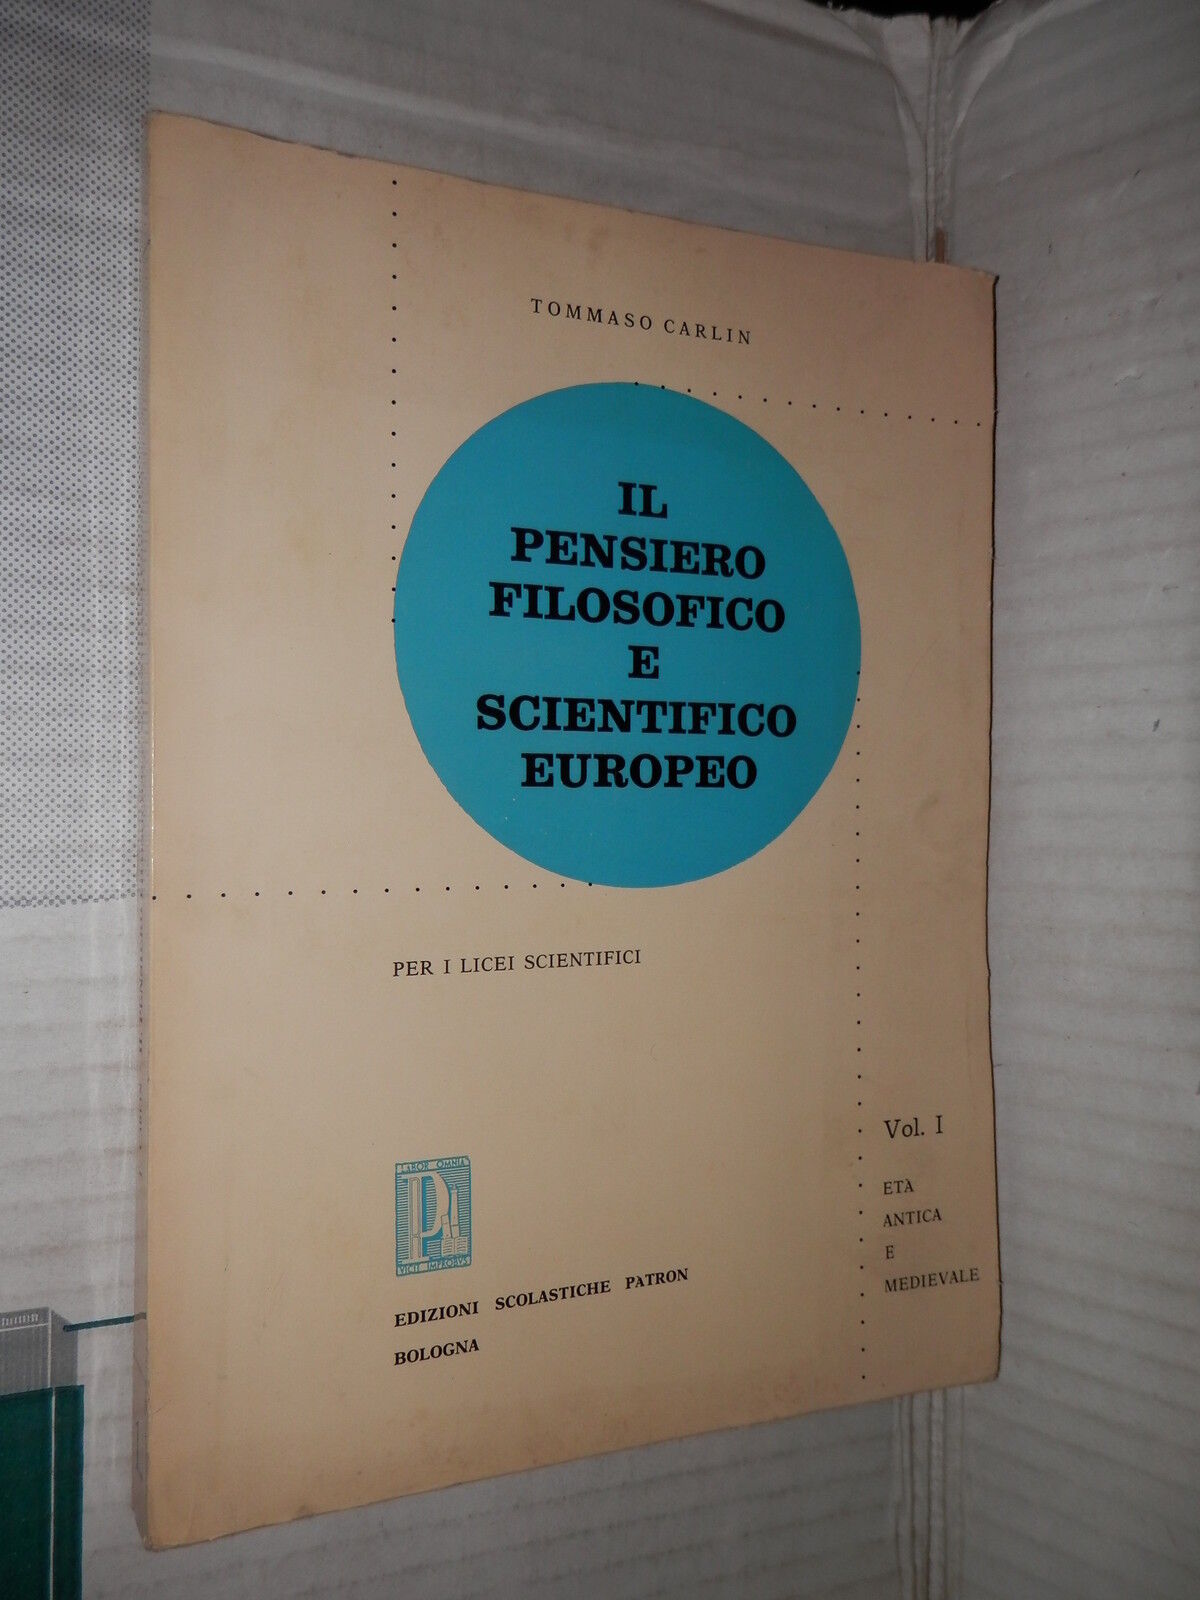 TOMMASO CARLIN
IL
PENSIERO
FILOSOFICO
E
SCIENTIFICO
EUROPEO
PER I LICEI SCIENTIFICI
Vol. I
ETÀ
ANTICA
E
MEDIEVALE
LABOR OMNIA
P
VICIT IMPROBVS
EDIZIONI SCOLASTICHE PATRON
BOLOGNA